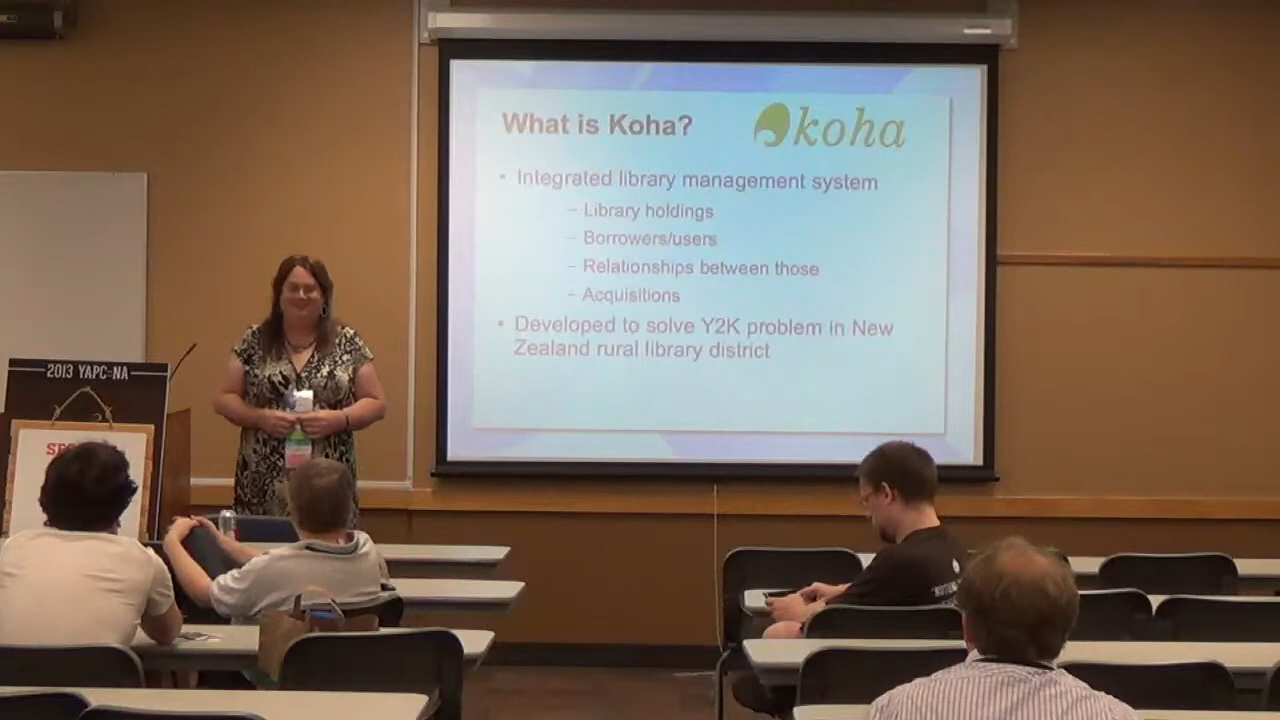 What is Koha?
koha
• Integrated library management system
– Library holdings
– Borrowers/users
– Relationships between those
– Acquisitions
• Developed to solve Y2K problem in New
Zealand rural library district
2013 YAPC::NA